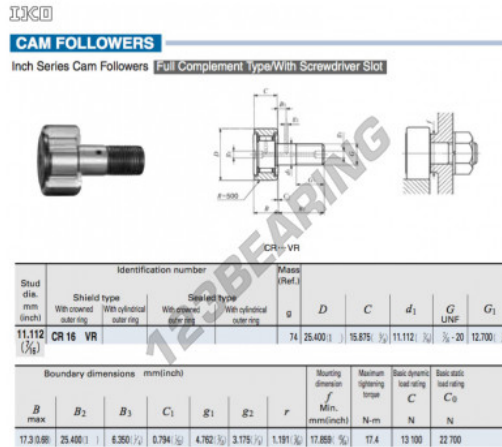 IKO
CAM FOLLOWERS
Inch Series Cam Followers Full Complement Type/With Screwdriver Slot
C
D
R=500
B
CR···VR
123BEARING
Stud dia. mm (inch)
Identification number
Mass (Ref.) g
Shield type
Sealed type
With crowned outer ring
With cylindrical outer ring
With crowned outer ring
With cylindrical outer ring
D
C
d1
G UNF
G1
11.112
CR 16 VR
74
25.400
15.875
11.112
20
12.700
Boundary dimensions mm(inch)
Mounting dimension f Min. mm(inch)
Maximum tightening torque N-m
Basic dynamic load rating C N
Basic static load rating C0 N
B max
B2
B3
C1
g1
g2
r
17.3(0.68)
25.400
6.350
0.794
4.762
3.175
1.191
17.859
17.4
13 100
22 700